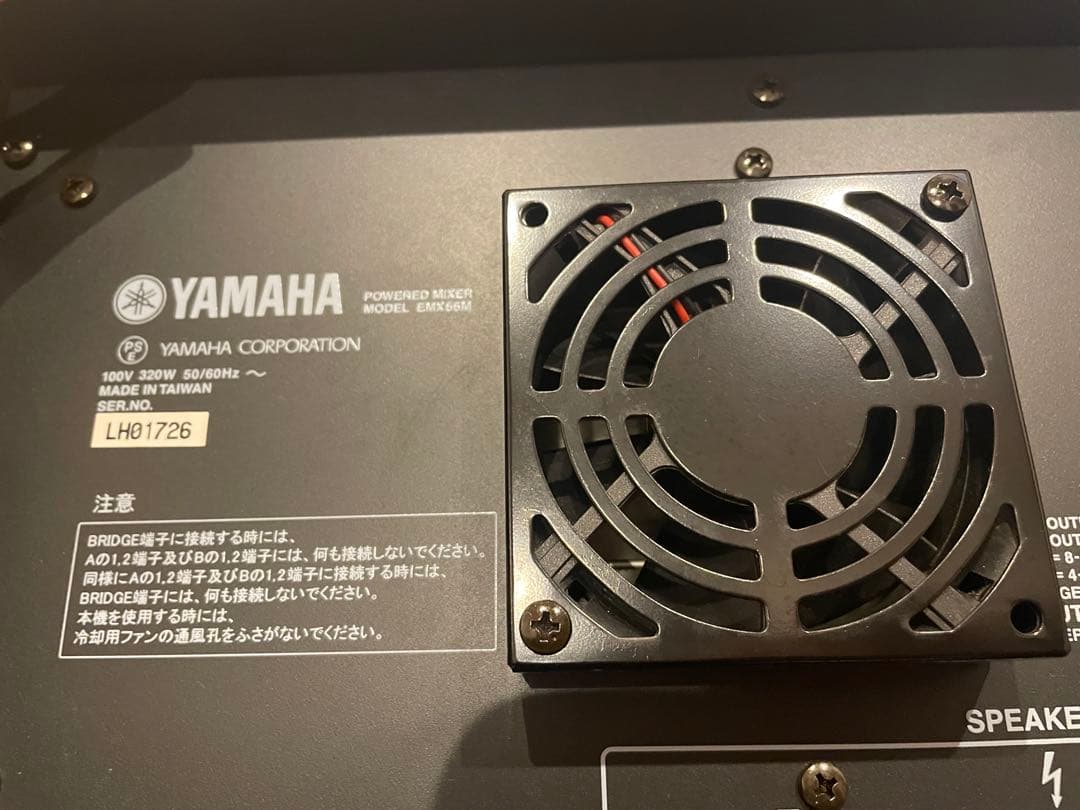 YAMAHA
POWERED MIXER
MODEL EMX66M
PS
E
YAMAHA CORPORATION
100V 320W 50/60Hz ～
MADE IN TAIWAN
SER.NO.
LH01726
注意
BRIDGE端子に接続する時には、
Aの1,2端子及びBの1,2端子には、何も接続しないでください。
同様にAの1,2端子及びBの1,2端子に接続する時には、
BRIDGE端子には、何も接続しないでください。
本機を使用する時には、
冷却用ファンの通風孔をふさがないでください。
OUT
OUT
= 8-
= 4-
SPEAKE